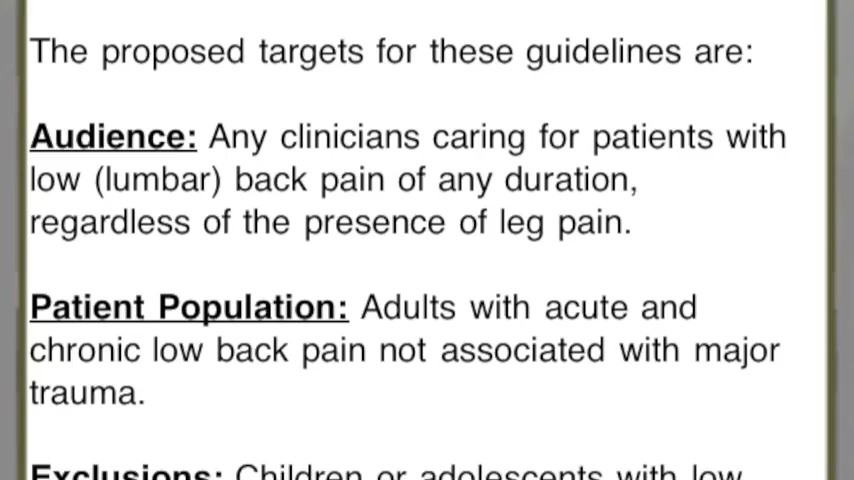 The proposed targets for these guidelines are:
Audience: Any clinicians caring for patients with
low (lumbar) back pain of any duration,
regardless of the presence of leg pain.
Patient Population: Adults with acute and
chronic low back pain not associated with major
trauma.
Exclusions: Children or adolescents with low